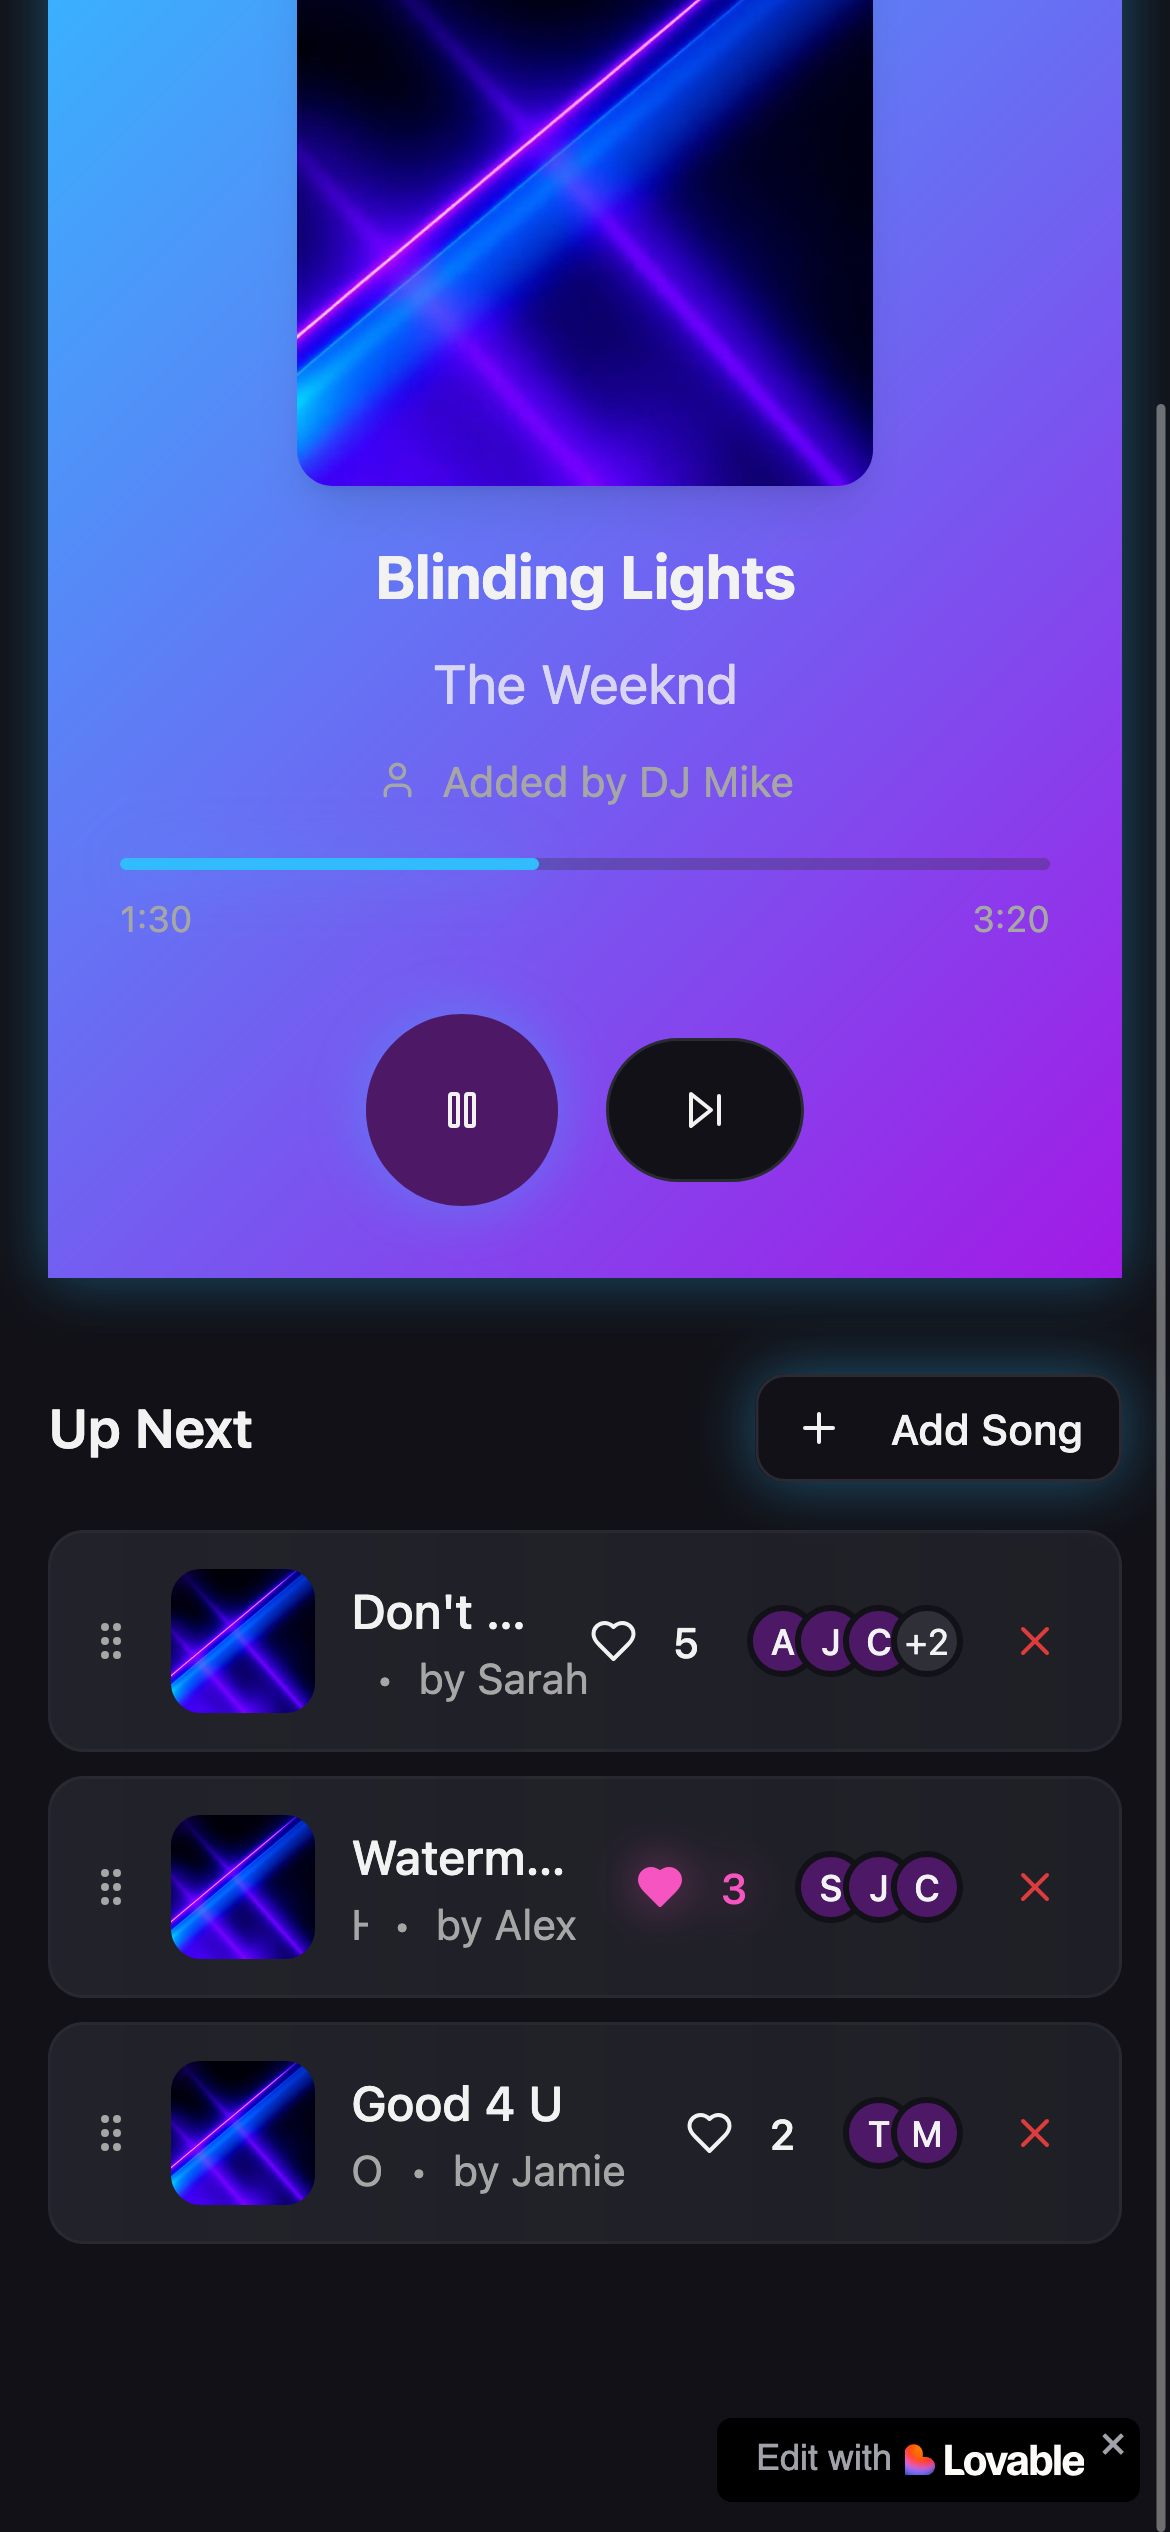 Blinding Lights
The Weeknd
Added by DJ Mike
1:30 3:20
Up Next
+ Add Song
Don't ...
• by Sarah
5
A J C +2
Waterm...
• by Alex
3
S J C
Good 4 U
O • by Jamie
2
T M
Edit with Lovable ×